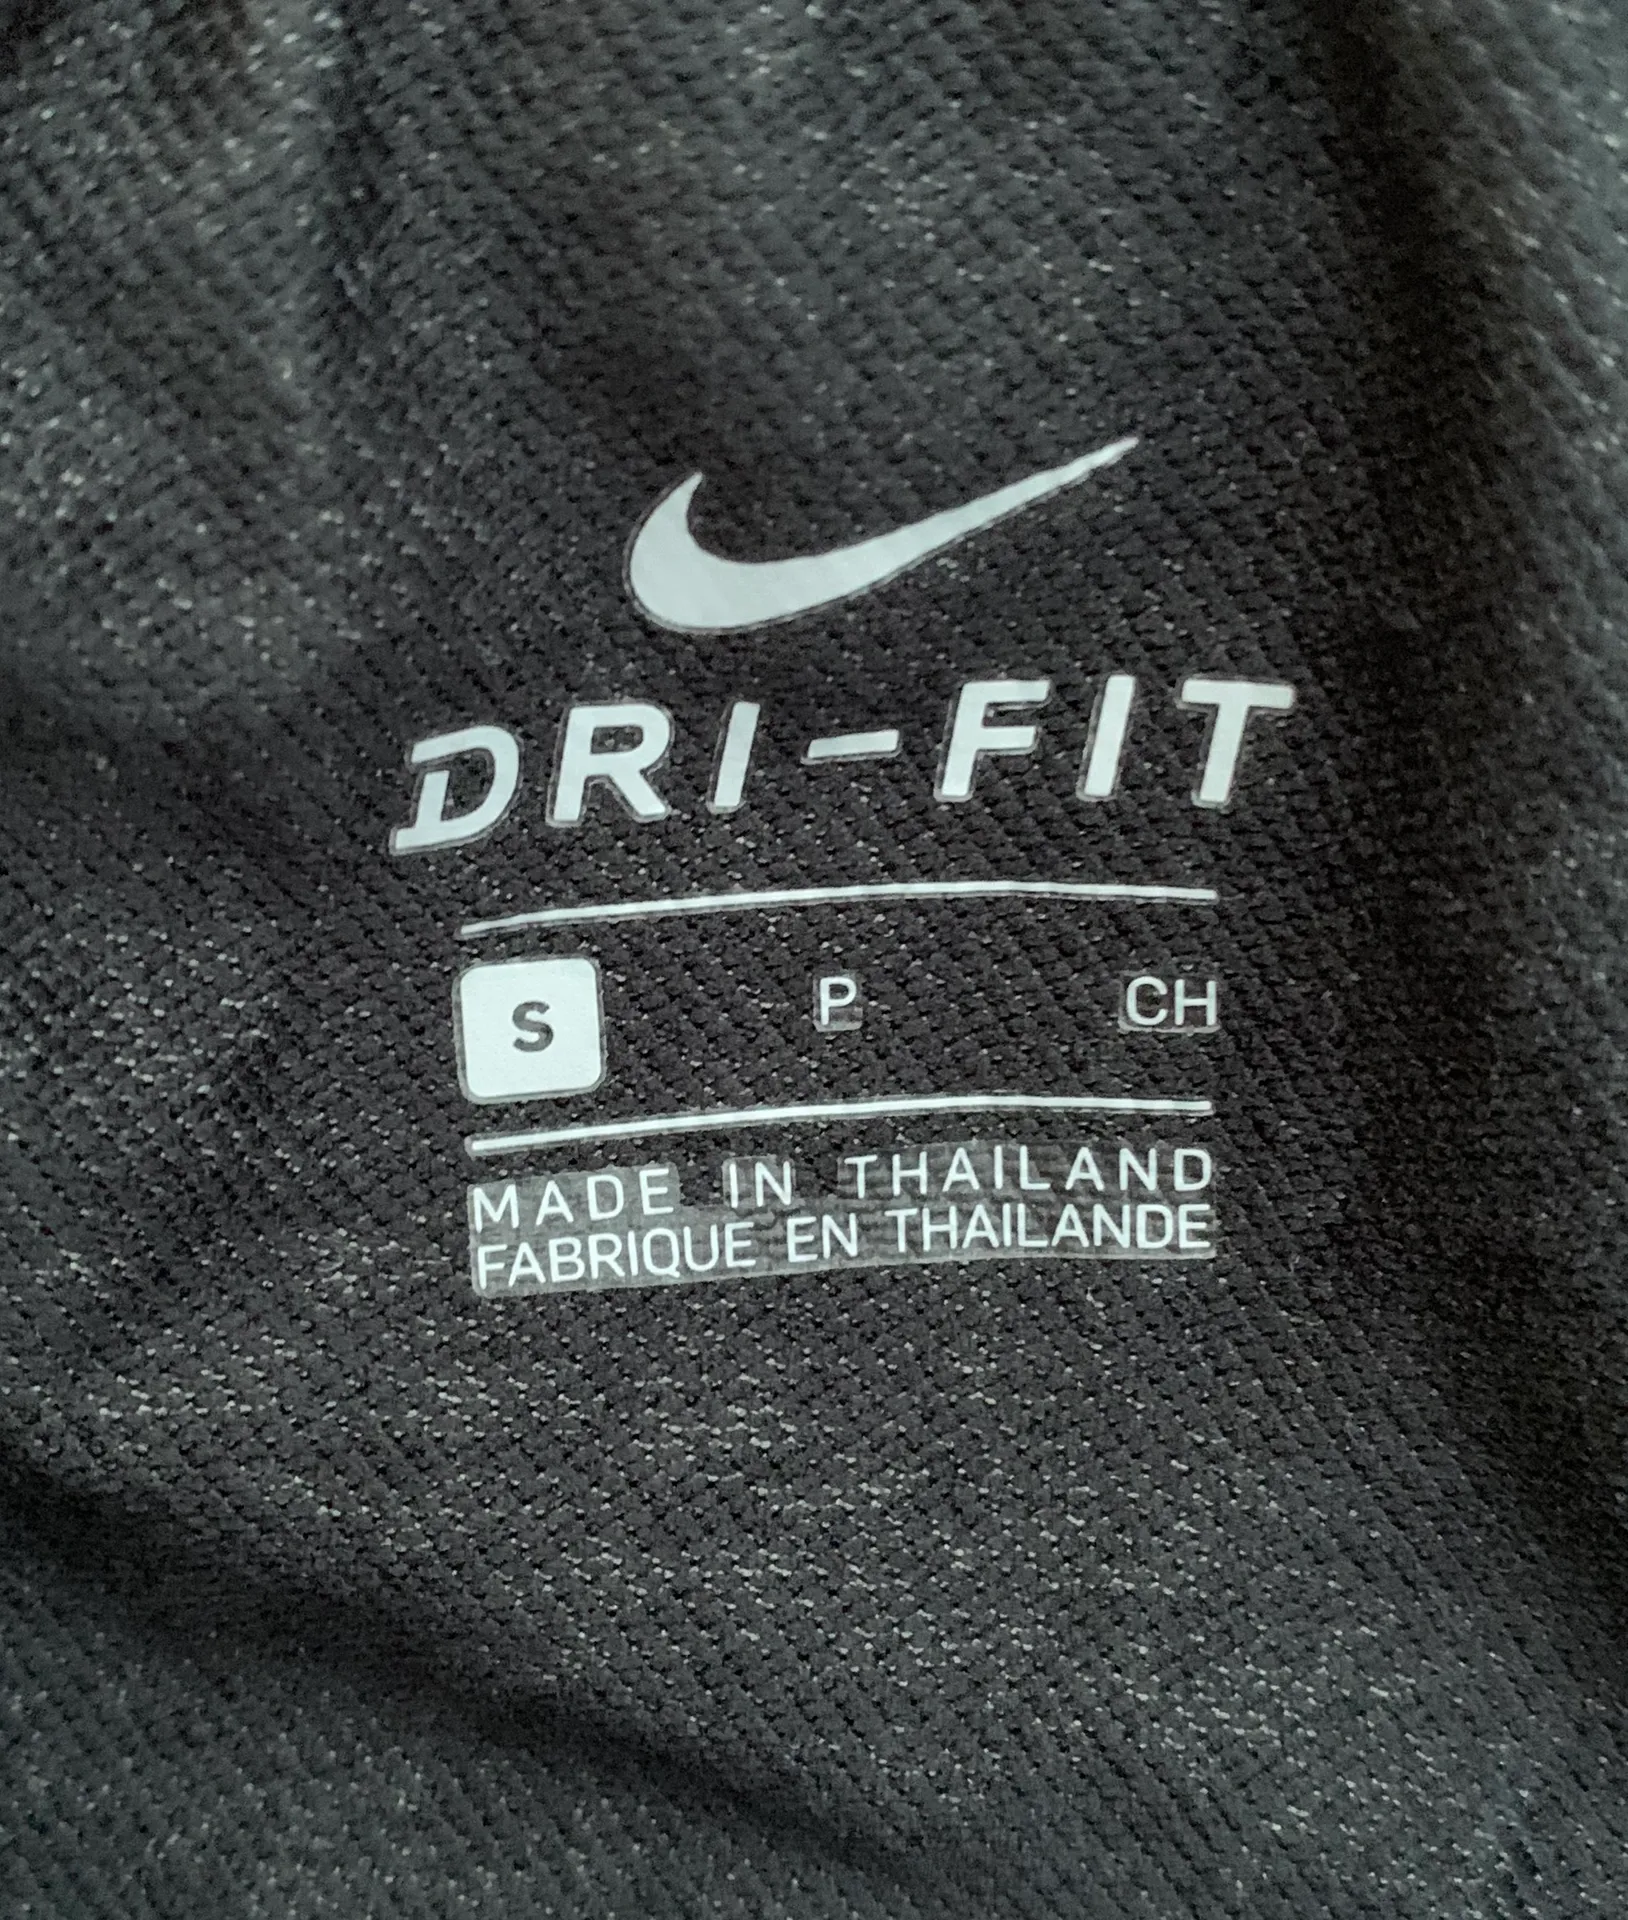 DRI-FIT
S P CH
MADE IN THAILAND
FABRIQUE EN THAILANDE